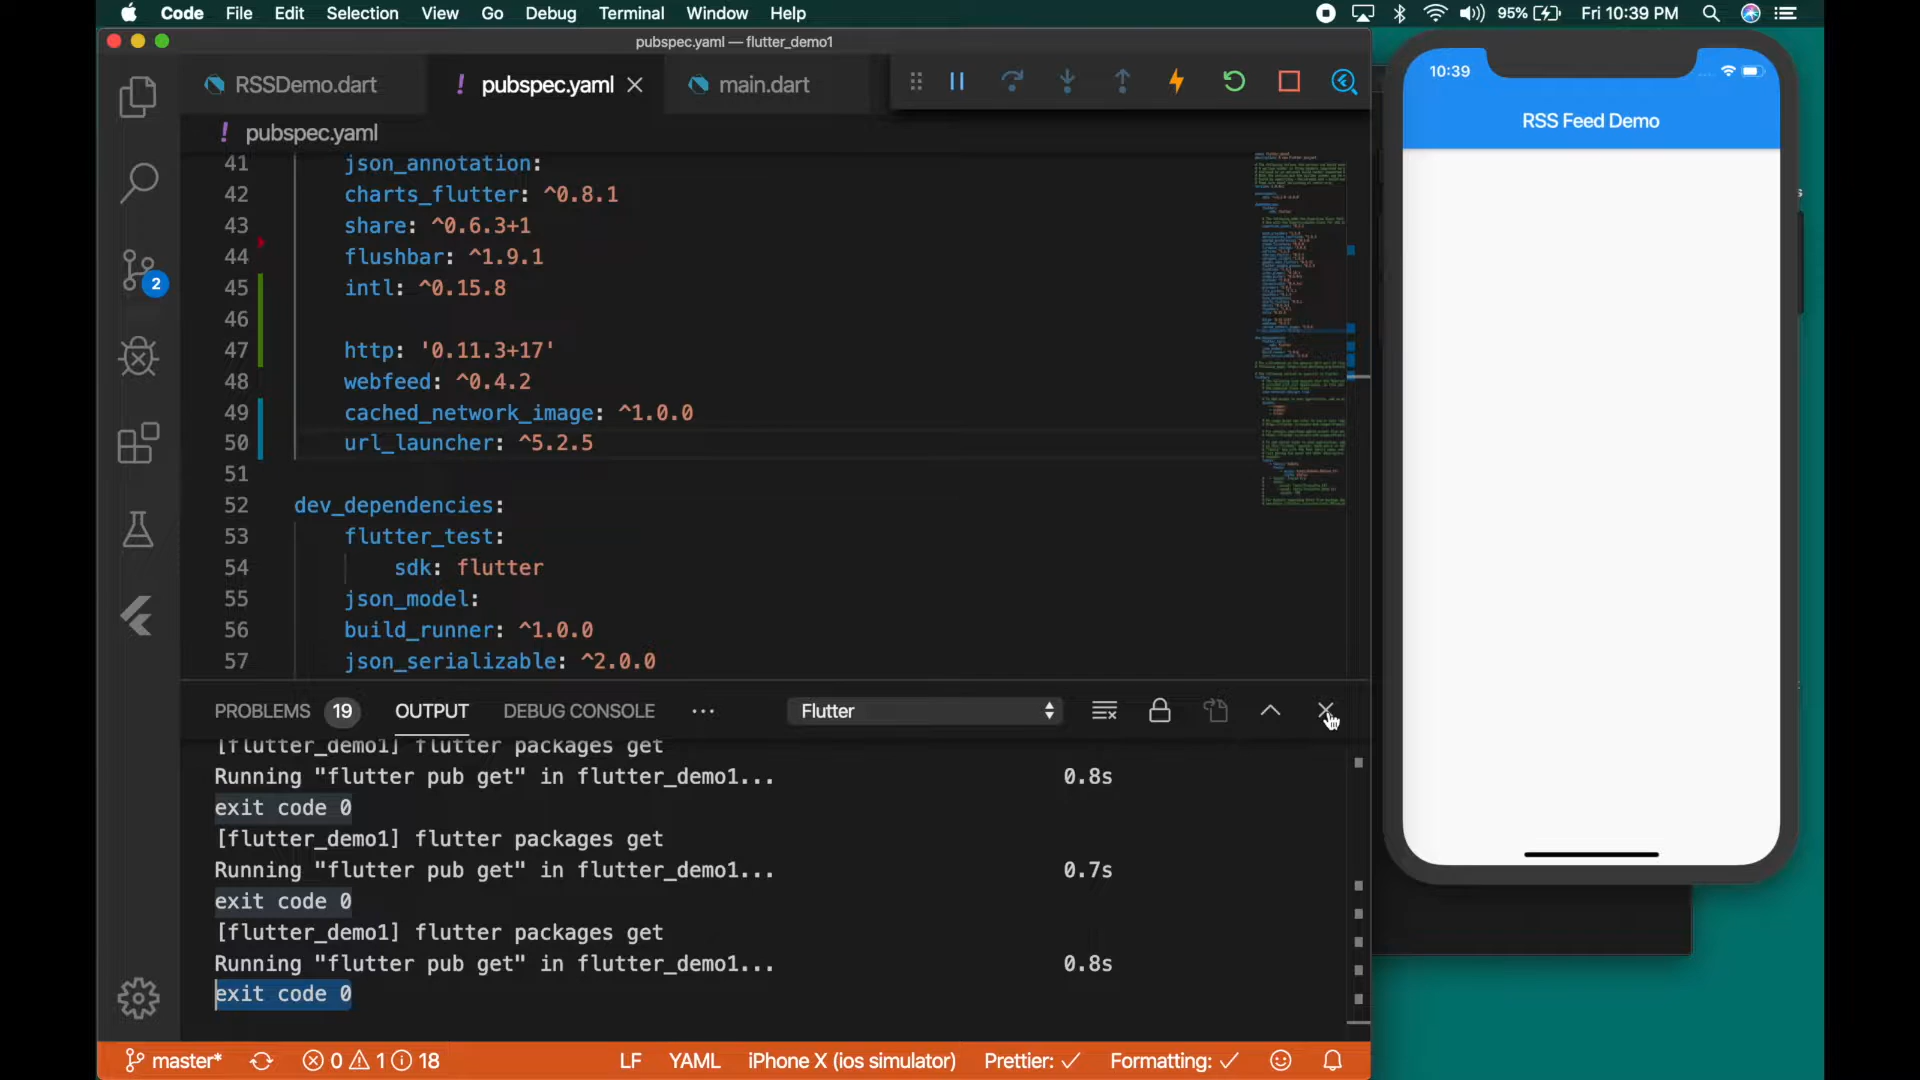 Code File Edit Selection View Go Debug Terminal Window Help
95% Fri 10:39 PM
pubspec.yaml — flutter_demo1
RSSDemo.dart
! pubspec.yaml
main.dart
! pubspec.yaml
41 json_annotation:
42 charts_flutter: ^0.8.1
43 share: ^0.6.3+1
44 flushbar: ^1.9.1
45 intl: ^0.15.8
46
47 http: '0.11.3+17'
48 webfeed: ^0.4.2
49 cached_network_image: ^1.0.0
50 url_launcher: ^5.2.5
51
52 dev_dependencies:
53 flutter_test:
54 sdk: flutter
55 json_model:
56 build_runner: ^1.0.0
57 json_serializable: ^2.0.0
2
PROBLEMS 19 OUTPUT DEBUG CONSOLE ··· Flutter
[flutter_demo1] flutter packages get
Running "flutter pub get" in flutter_demo1... 0.8s
exit code 0
[flutter_demo1] flutter packages get
Running "flutter pub get" in flutter_demo1... 0.7s
exit code 0
[flutter_demo1] flutter packages get
Running "flutter pub get" in flutter_demo1... 0.8s
exit code 0
master* 0 1 18 LF YAML iPhone X (ios simulator) Prettier: ✓ Formatting: ✓
10:39
RSS Feed Demo